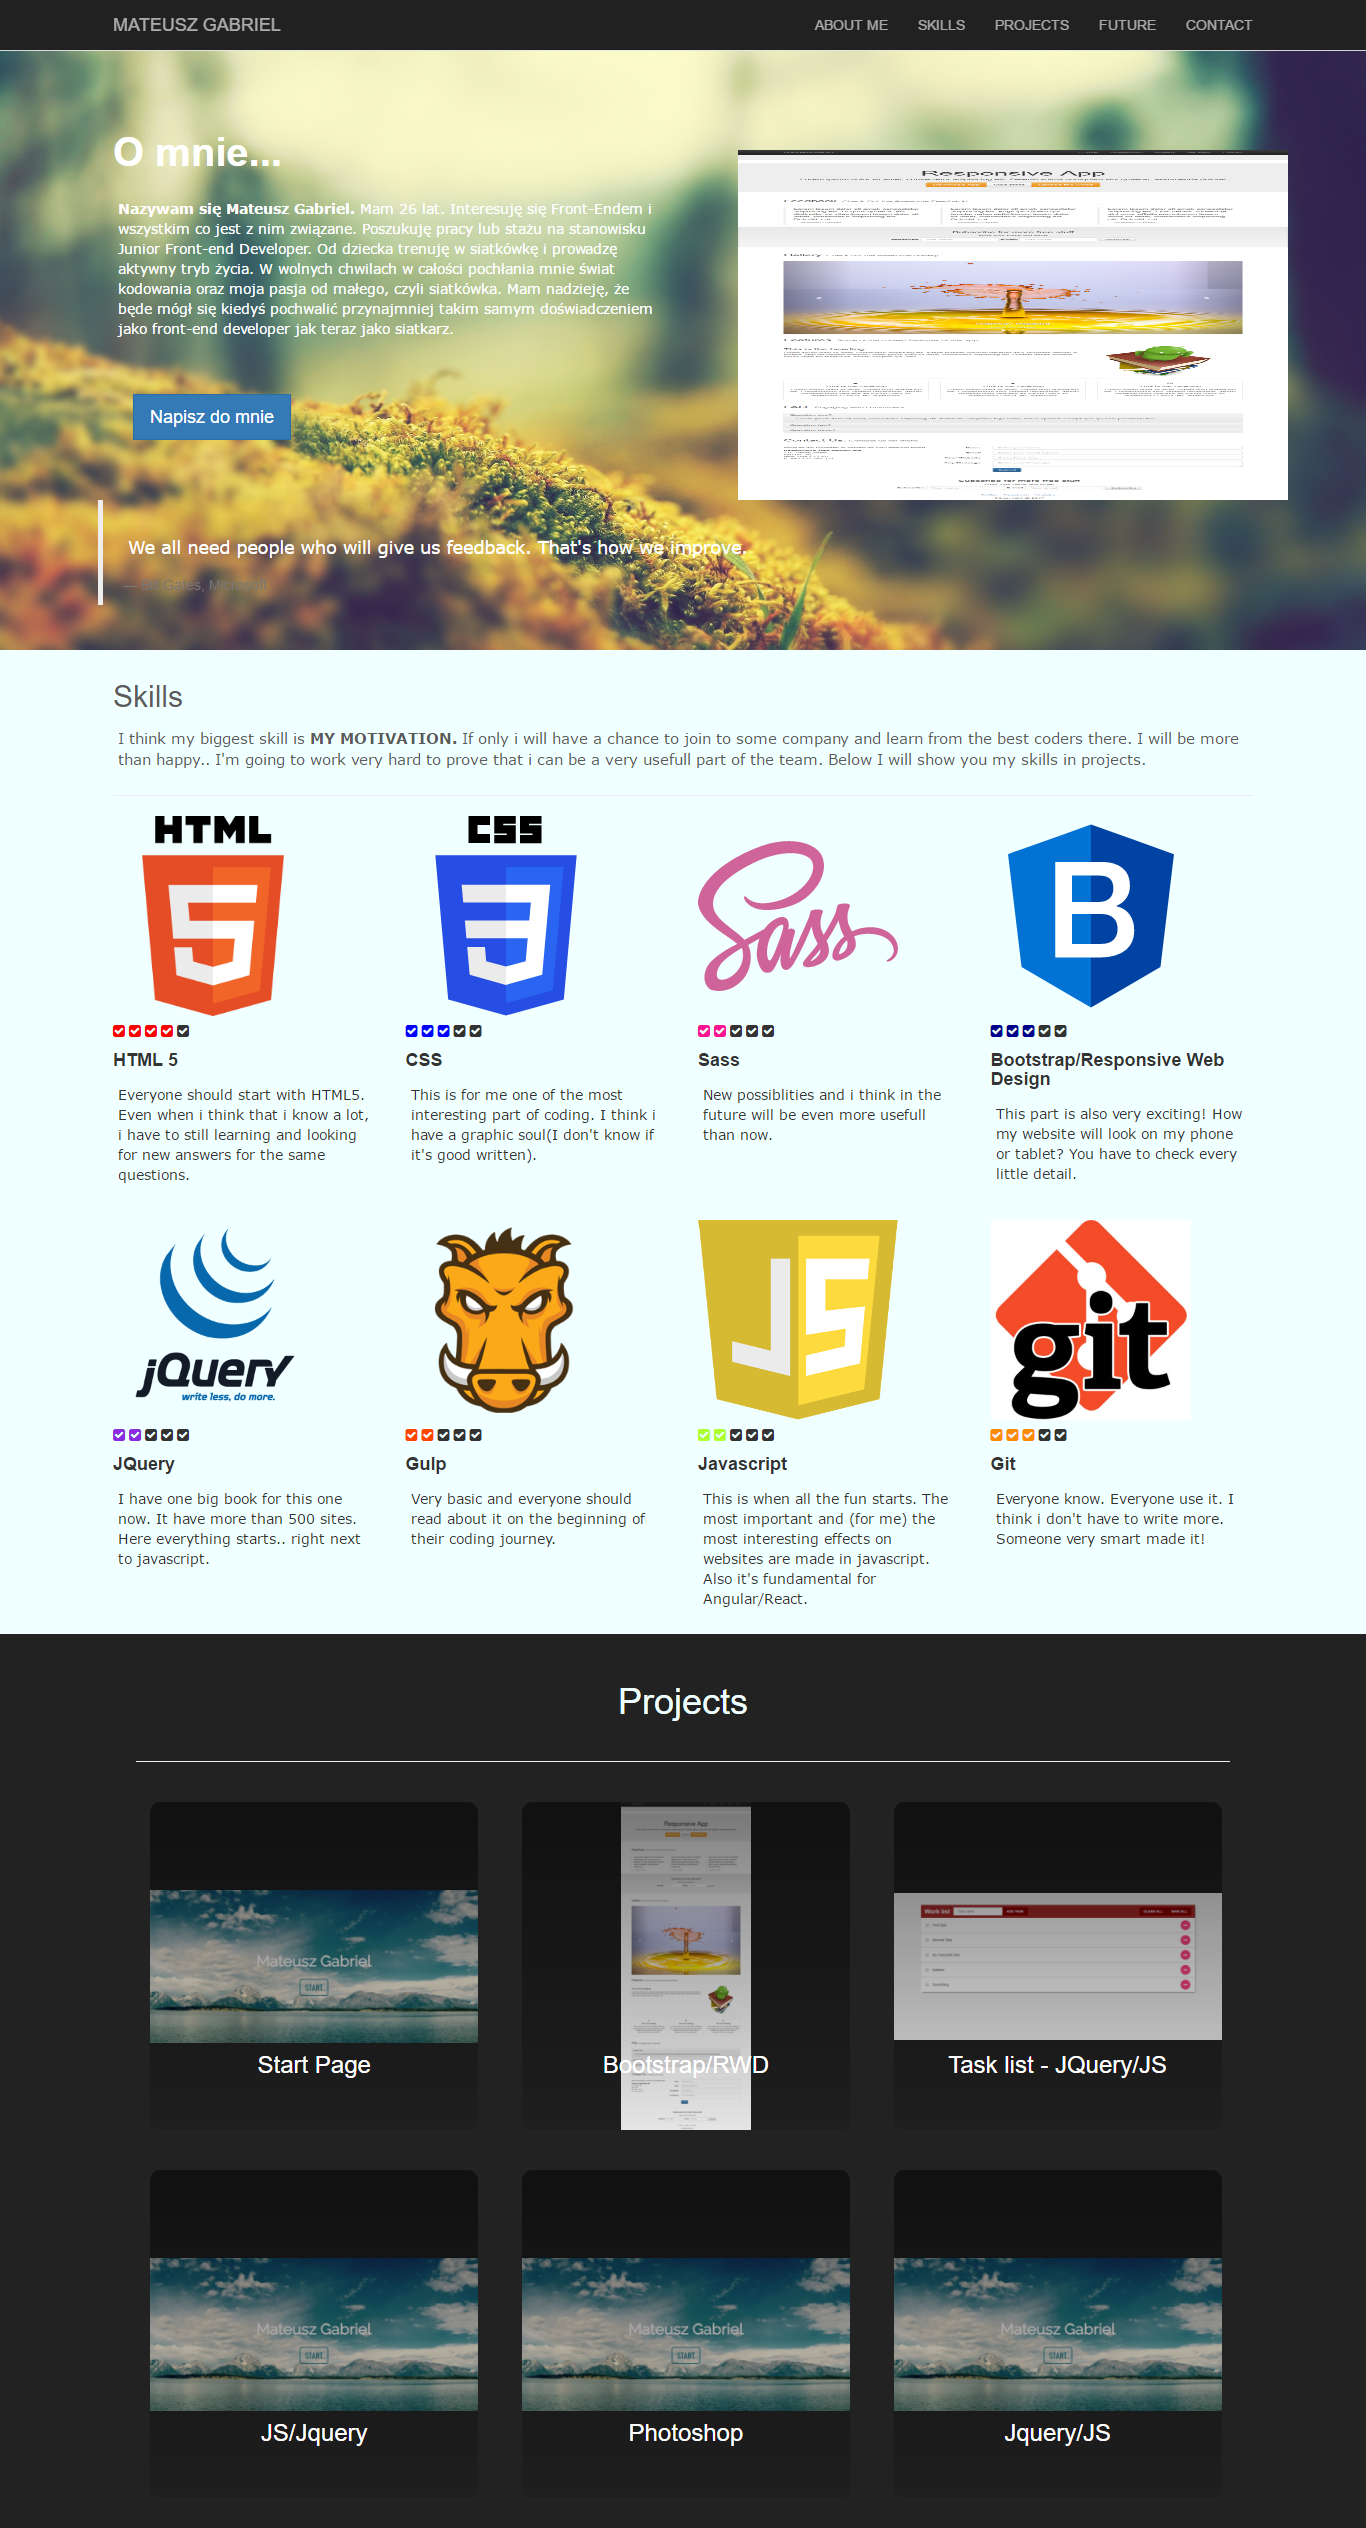 MATEUSZ GABRIEL
ABOUT ME SKILLS PROJECTS FUTURE CONTACT
O mnie...
Nazywam się Mateusz Gabriel. Mam 26 lat. Interesuję się Front-Endem i
wszystkim co jest z nim związane. Poszukuję pracy lub stażu na stanowisku
Junior Front-end Developer. Od dziecka trenuję w siatkówkę i prowadzę
aktywny tryb życia. W wolnych chwilach w całości pochłania mnie świat
kodowania oraz moja pasja od małego, czyli siatkówka. Mam nadzieję, że
będe mógł się kiedyś pochwalić przynajmniej takim samym doświadczeniem
jako front-end developer jak teraz jako siatkarz.
Napisz do mnie
Responsive App
We all need people who will give us feedback. That's how we improve.
— Bill Gates, Microsoft
Skills
I think my biggest skill is MY MOTIVATION. If only i will have a chance to join to some company and learn from the best coders there. I will be more
than happy.. I'm going to work very hard to prove that i can be a very usefull part of the team. Below I will show you my skills in projects.
HTML
5
CSS
3
Sass
B
HTML 5
Everyone should start with HTML5.
Even when i think that i know a lot,
i have to still learning and looking
for new answers for the same
questions.
CSS
This is for me one of the most
interesting part of coding. I think i
have a graphic soul(I don't know if
it's good written).
Sass
New possiblities and i think in the
future will be even more usefull
than now.
Bootstrap/Responsive Web
Design
This part is also very exciting! How
my website will look on my phone
or tablet? You have to check every
little detail.
jQuery
write less, do more.
JS
git
JQuery
I have one big book for this one
now. It have more than 500 sites.
Here everything starts.. right next
to javascript.
Gulp
Very basic and everyone should
read about it on the beginning of
their coding journey.
Javascript
This is when all the fun starts. The
most important and (for me) the
most interesting effects on
websites are made in javascript.
Also it's fundamental for
Angular/React.
Git
Everyone know. Everyone use it. I
think i don't have to write more.
Someone very smart made it!
Projects
Mateusz Gabriel
START
Start Page
Responsive App
Bootstrap/RWD
Work list
Task list - JQuery/JS
Mateusz Gabriel
START
JS/Jquery
Mateusz Gabriel
START
Photoshop
Mateusz Gabriel
START
Jquery/JS